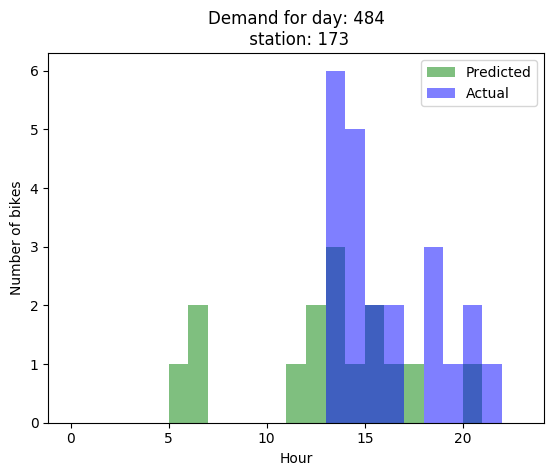 Demand for day: 484
station: 173
Predicted
Actual
Number of bikes
6
5
4
3
2
1
0
0 5 10 15 20
Hour